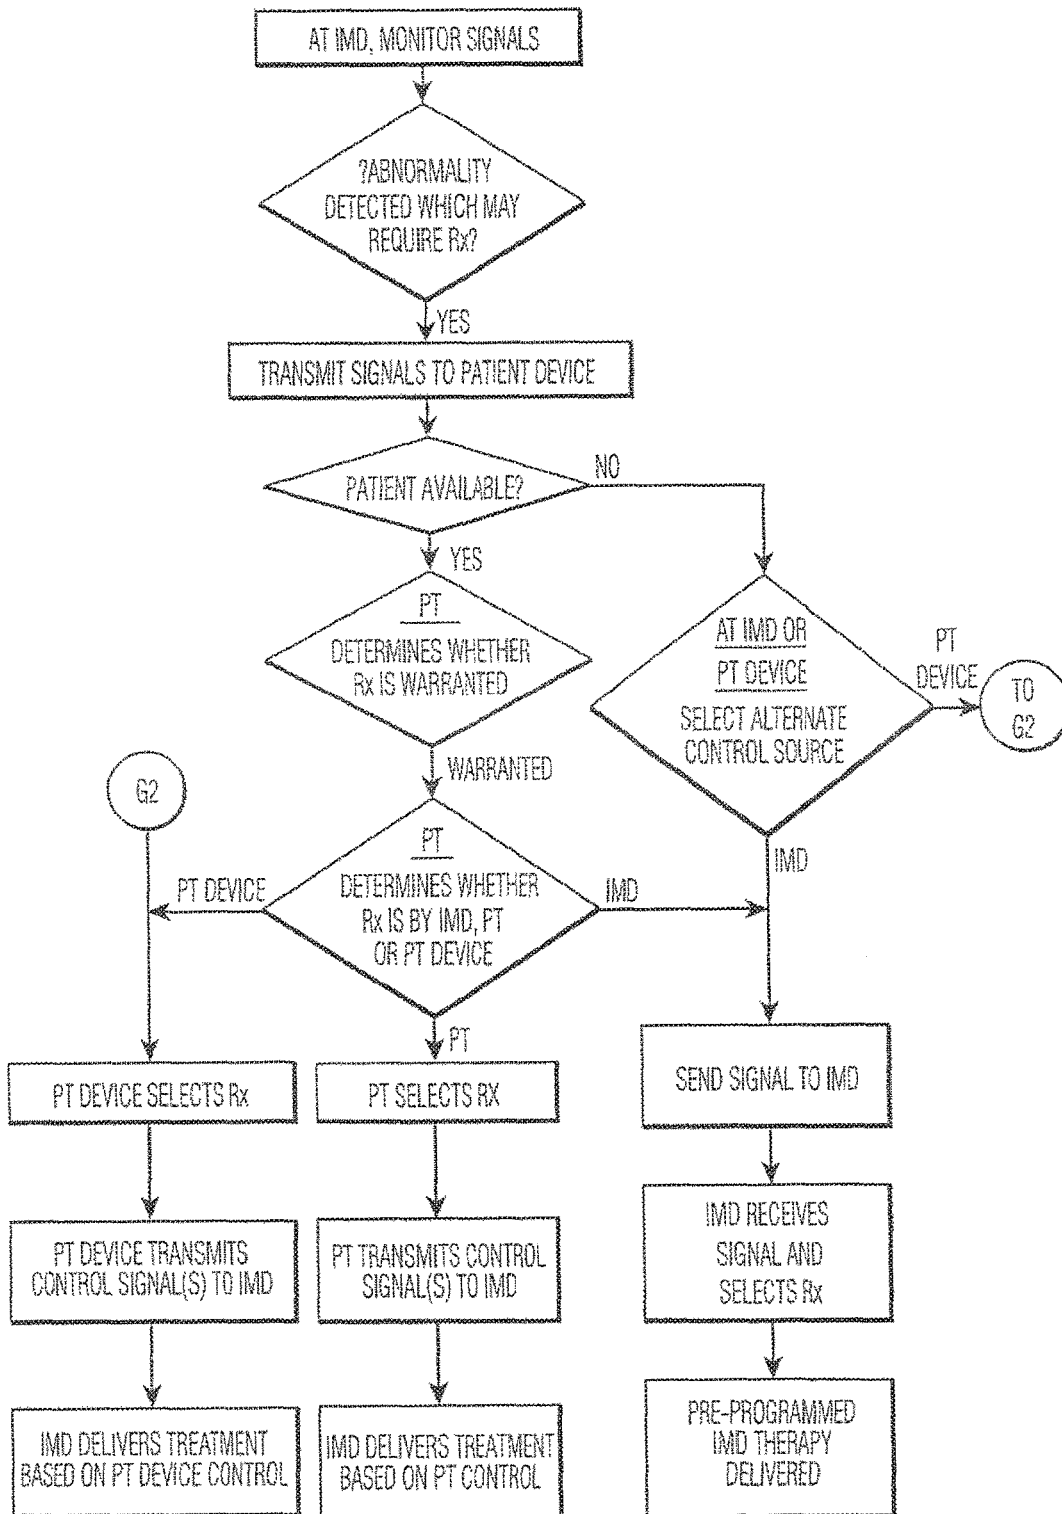 AT IMD, MONITOR SIGNALS
?ABNORMALITY
DETECTED WHICH MAY
REQUIRE Rx?
YES
TRANSMIT SIGNALS TO PATIENT DEVICE
PATIENT AVAILABLE?
NO
YES
PT
DETERMINES WHETHER
Rx IS WARRANTED
AT IMD OR
PT DEVICE
SELECT ALTERNATE
CONTROL SOURCE
PT
DEVICE
TO
G2
WARRANTED
IMD
G2
PT
DETERMINES WHETHER
Rx IS BY IMD, PT
OR PT DEVICE
PT DEVICE
IMD
PT
PT DEVICE SELECTS Rx
PT SELECTS RX
SEND SIGNAL TO IMD
PT DEVICE TRANSMITS
CONTROL SIGNAL(S) TO IMD
PT TRANSMITS CONTROL
SIGNAL(S) TO IMD
IMD RECEIVES
SIGNAL AND
SELECTS Rx
IMD DELIVERS TREATMENT
BASED ON PT DEVICE CONTROL
IMD DELIVERS TREATMENT
BASED ON PT CONTROL
PRE-PROGRAMMED
IMD THERAPY
DELIVERED